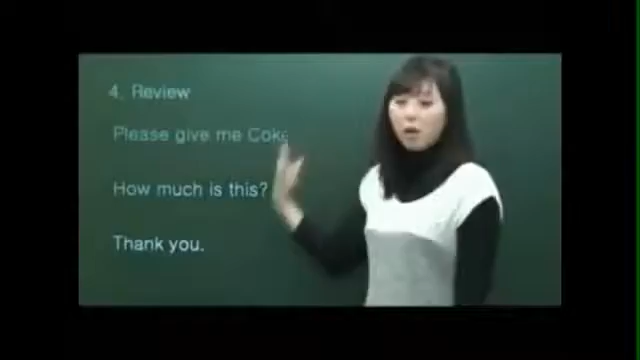 4. Review
Please give me Coke
How much is this?
Thank you.